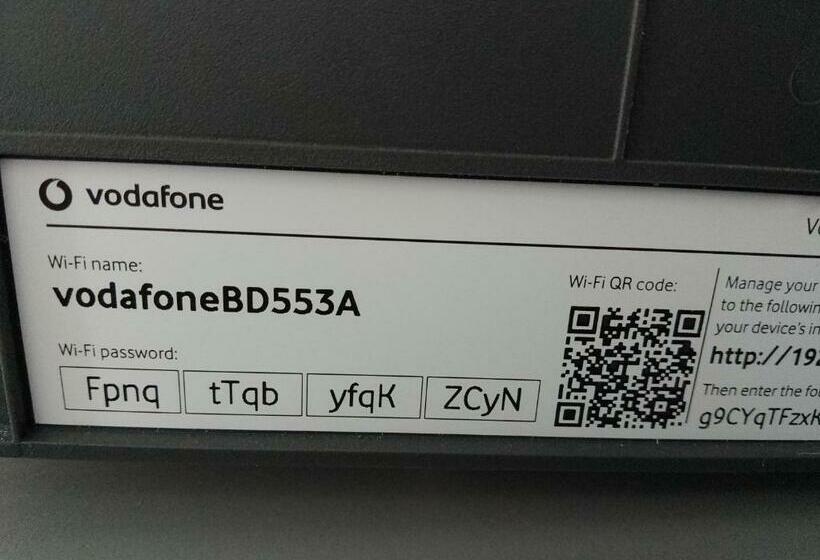 vodafone
Wi-Fi name:
vodafoneBD553A
Wi-Fi password:
Fpnq tTqb yfqK ZCyN
Wi-Fi QR code:
Manage your
to the followin
your device's in
http://192
Then enter the fo
g9CYqTFzxK